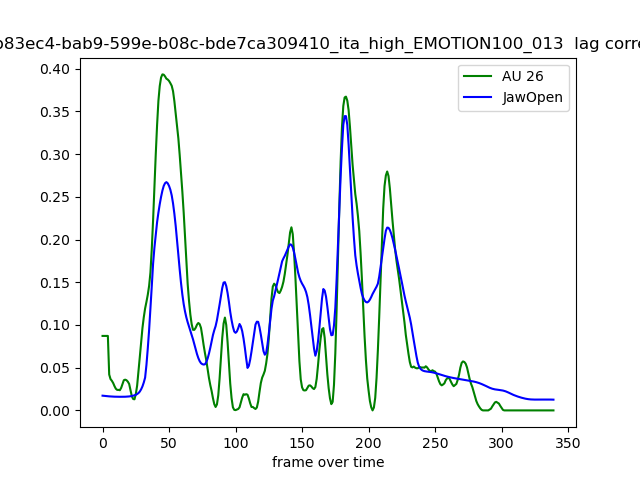 b83ec4-bab9-599e-b08c-bde7ca309410_ita_high_EMOTION100_013 lag corre
AU 26
JawOpen
0.40
0.35
0.30
0.25
0.20
0.15
0.10
0.05
0.00
0 50 100 150 200 250 300 350
frame over time